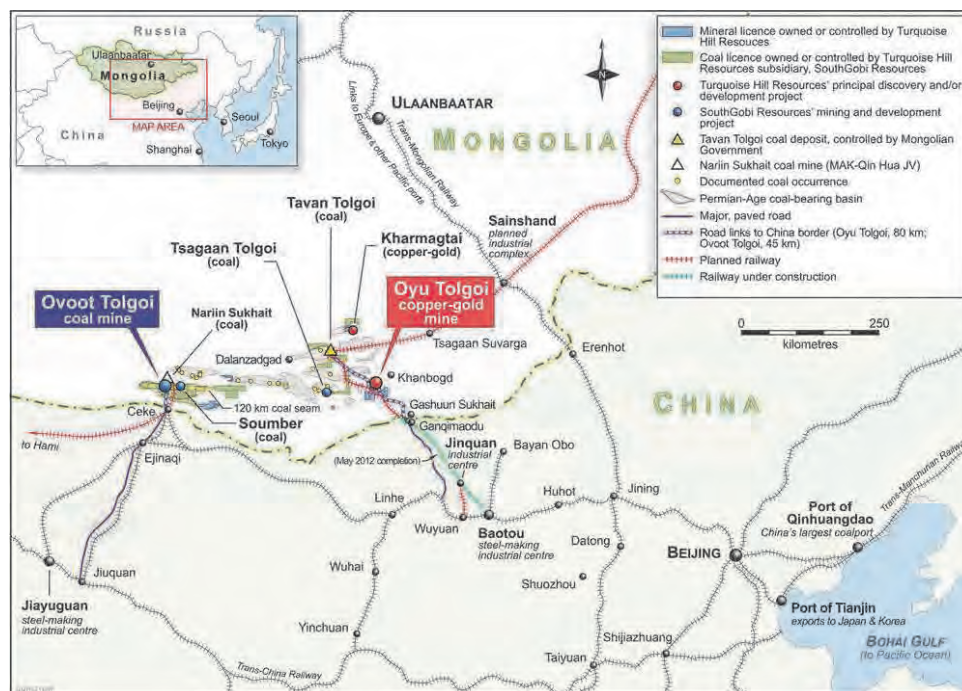 Russia
Ulaanbaatar
Mongolia
Beijing
MAP AREA
China
Seoul
Tokyo
Shanghai
N
Mineral licence owned or controlled by Turquoise
Hill Resouces
Coal licence owned or controlled by Turquoise Hill
Resources subsidiary, SouthGobi Resources
Turquoise Hill Resources' principal discovery and/or
development project
SouthGobi Resources' mining and development
project
Tavan Tolgoi coal deposit, controlled by Mongolian
Government
Nariin Sukhait coal mine (MAK-Qin Hua JV)
Documented coal occurrence
Permian-Age coal-bearing basin
Major, paved road
Road links to China border (Oyu Tolgoi, 80 km;
Ovoot Tolgoi, 45 km)
Planned railway
Railway under construction
0 250
kilometres
ULAANBAATAR
MONGOLIA
Links to Europe & other Pacific ports
Trans-Mongolian Railway
Sainshand
planned
industrial
complex
Tavan Tolgoi
(coal)
Kharmagtai
(copper-gold)
Tsagaan Tolgoi
(coal)
Ovoot Tolgoi
coal mine
Nariin Sukhait
(coal)
Oyu Tolgoi
copper-gold
mine
Tsagaan Suvarga
Dalanzadgad
Khanbogd
Erenhot
CHINA
120 km coal seam
Soumber
(coal)
Ceke
Gashuun Sukhait
Ganqimaodu
to Hami
Ejinaqi
(May 2012 completion)
Jinquan
industrial
centre
Bayan Obo
Linhe
Wuyuan
Baotou
steel-making
industrial centre
Huhot
Jining
Trans-Manchurian Railway
Port of
Qinhuangdao
China's largest coalport
BEIJING
Datong
Shuozhou
Wuhai
Jiuquan
Jiayuguan
steel-making
industrial centre
Yinchuan
Port of Tianjin
exports to Japan & Korea
Shijiazhuang
Taiyuan
BOHAI GULF
(to Pacific Ocean)
Trans-China Railway